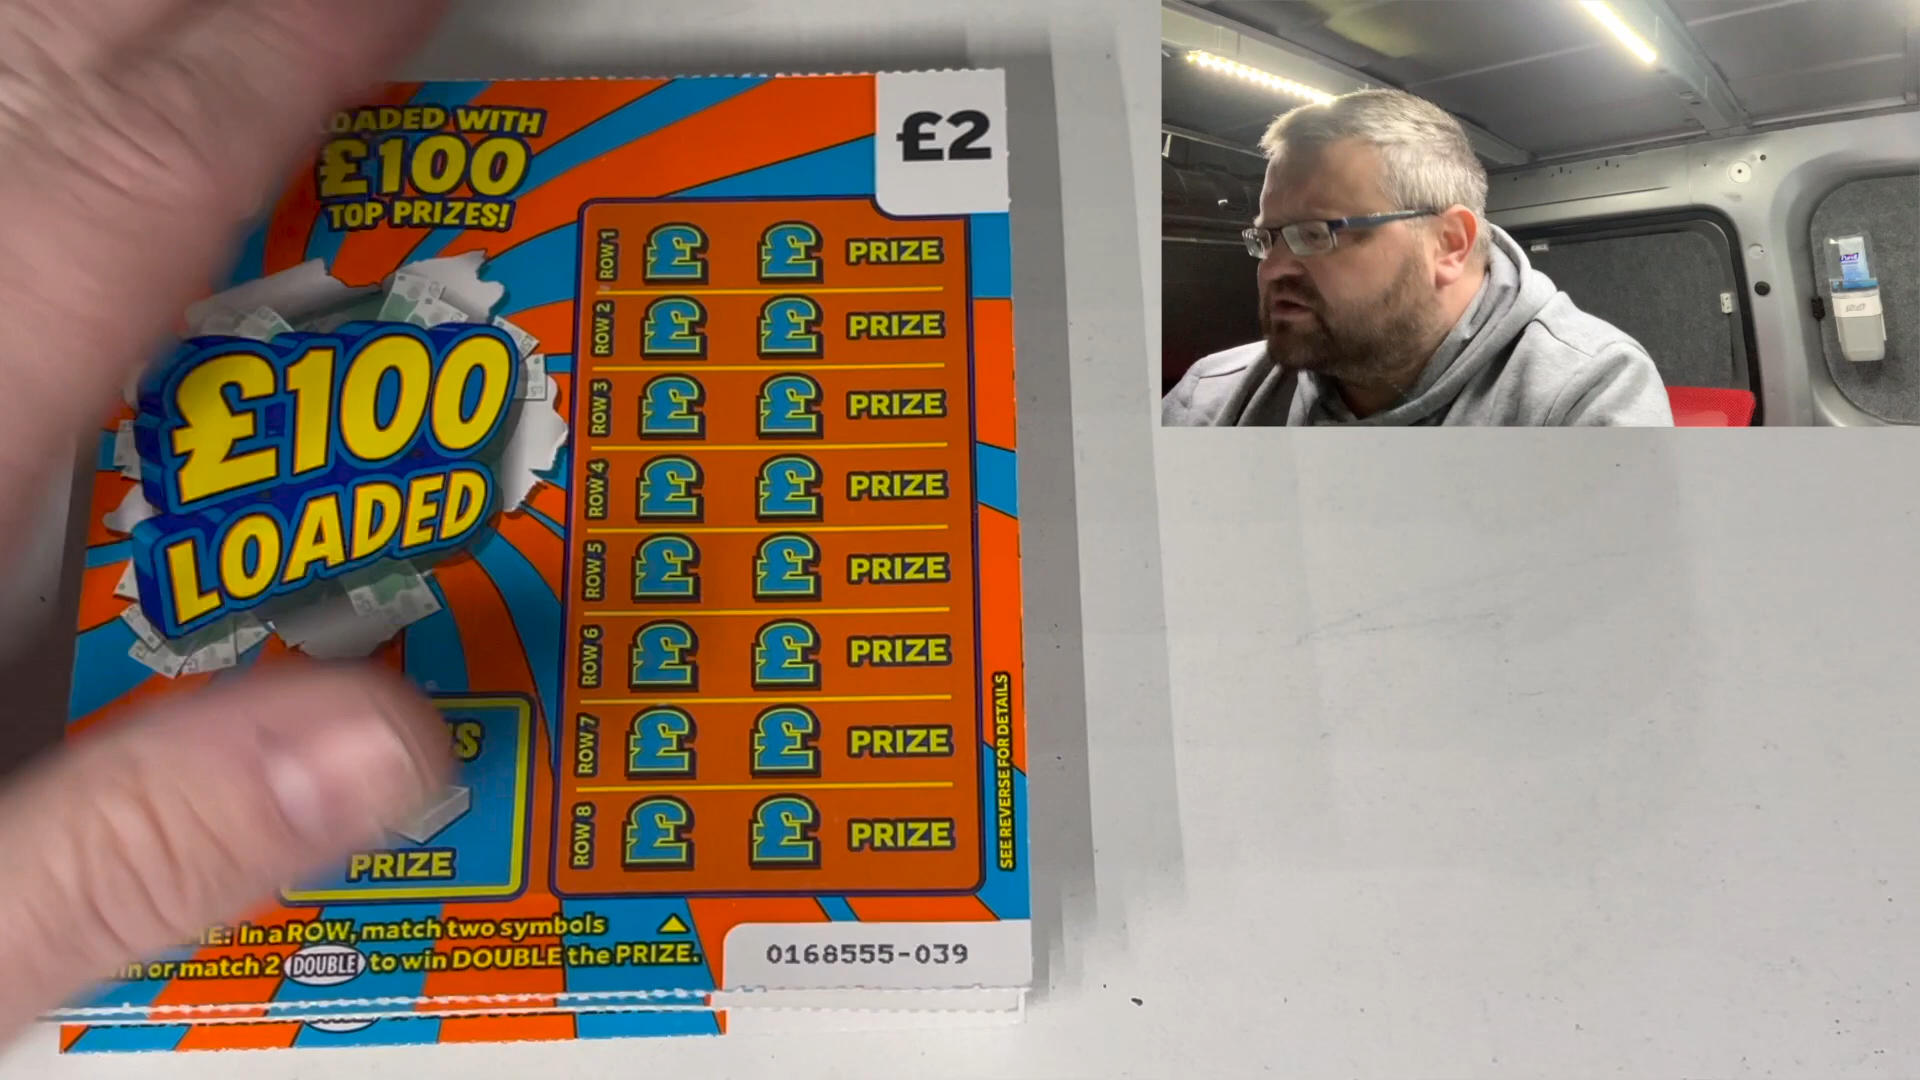 LOADED WITH
£100
TOP PRIZES!
£2
£100
LOADED
ROW 1 £ £ PRIZE
ROW 2 £ £ PRIZE
ROW 3 £ £ PRIZE
ROW 4 £ £ PRIZE
ROW 5 £ £ PRIZE
ROW 6 £ £ PRIZE
ROW 7 £ £ PRIZE
ROW 8 £ £ PRIZE
SEE REVERSE FOR DETAILS
PRIZE
In a ROW, match two symbols
or match 2 DOUBLE to win DOUBLE the PRIZE.
0168555-039